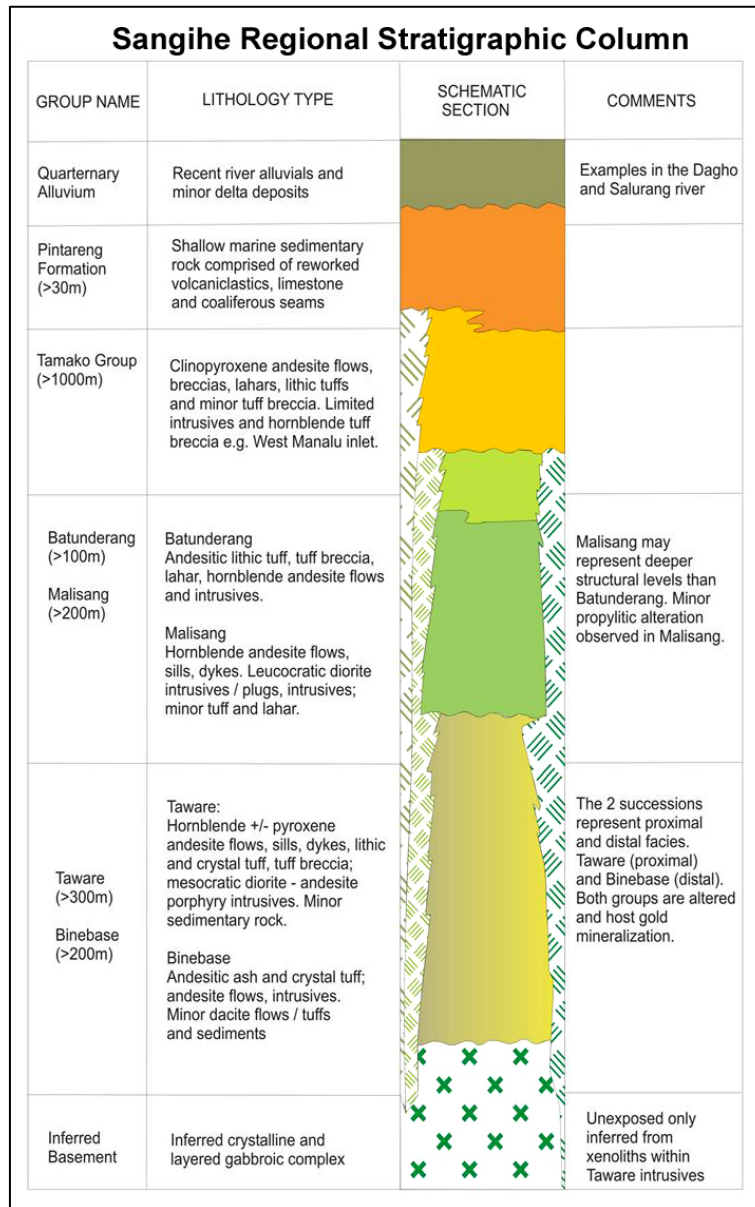 Sangihe Regional Stratigraphic Column
GROUP NAME
LITHOLOGY TYPE
SCHEMATIC
SECTION
COMMENTS
Quarternary
Alluvium
Recent river alluvials and
minor delta deposits
Examples in the Dagho
and Salurang river
Pintareng
Formation
(>30m)
Shallow marine sedimentary
rock comprised of reworked
volcaniclastics, limestone
and coaliferous seams
Tamako Group
(>1000m)
Clinopyroxene andesite flows,
breccias, lahars, lithic tuffs
and minor tuff breccia. Limited
intrusives and hornblende tuff
breccia e.g. West Manalu inlet.
Batunderang
(>100m)
Malisang
(>200m)
Batunderang
Andesitic lithic tuff, tuff breccia,
lahar, hornblende andesite flows
and intrusives.
Malisang
Hornblende andesite flows,
sills, dykes. Leucocratic diorite
intrusives / plugs, intrusives;
minor tuff and lahar.
Malisang may
represent deeper
structural levels than
Batunderang. Minor
propylitic alteration
observed in Malisang.
Taware
(>300m)
Binebase
(>200m)
Taware:
Hornblende +/- pyroxene
andesite flows, sills, dykes, lithic
and crystal tuff, tuff breccia;
mesocratic diorite - andesite
porphyry intrusives. Minor
sedimentary rock.
Binebase
Andesitic ash and crystal tuff;
andesite flows, intrusives.
Minor dacite flows / tuffs
and sediments
The 2 successions
represent proximal
and distal facies.
Taware (proximal)
and Binebase (distal).
Both groups are altered
and host gold
mineralization.
Inferred
Basement
Inferred crystalline and
layered gabbroic complex
Unexposed only
inferred from
xenoliths within
Taware intrusives